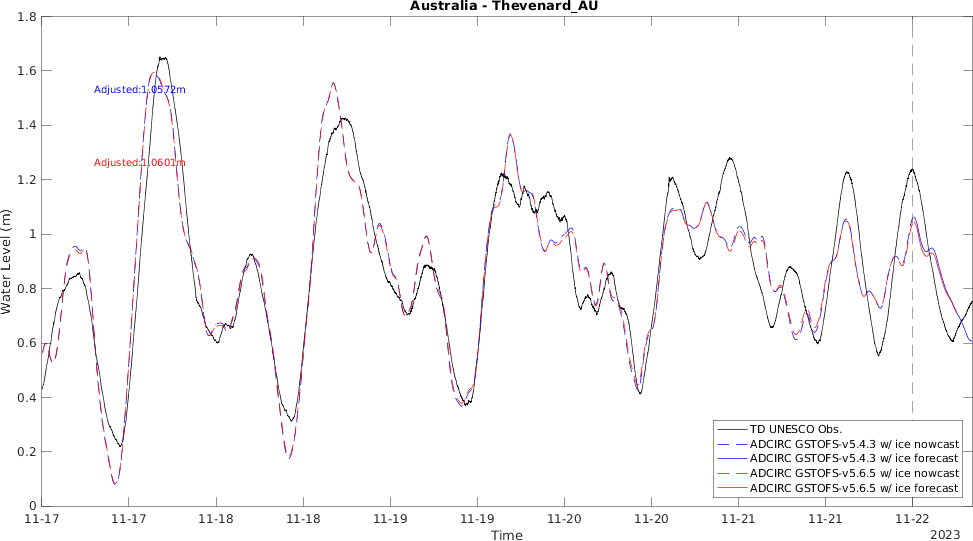 Australia - Thevenard_AU
Water Level (m)
1.8
1.6
1.4
1.2
1
0.8
0.6
0.4
0.2
0
Adjusted:1.0572m
Adjusted:1.0601m
TD UNESCO Obs.
ADCIRC GSTOFS-v5.4.3 w/ ice nowcast
ADCIRC GSTOFS-v5.4.3 w/ ice forecast
ADCIRC GSTOFS-v5.6.5 w/ ice nowcast
ADCIRC GSTOFS-v5.6.5 w/ ice forecast
11-17 11-17 11-18 11-18 11-19 11-19 11-20 11-20 11-21 11-21 11-22
Time
2023